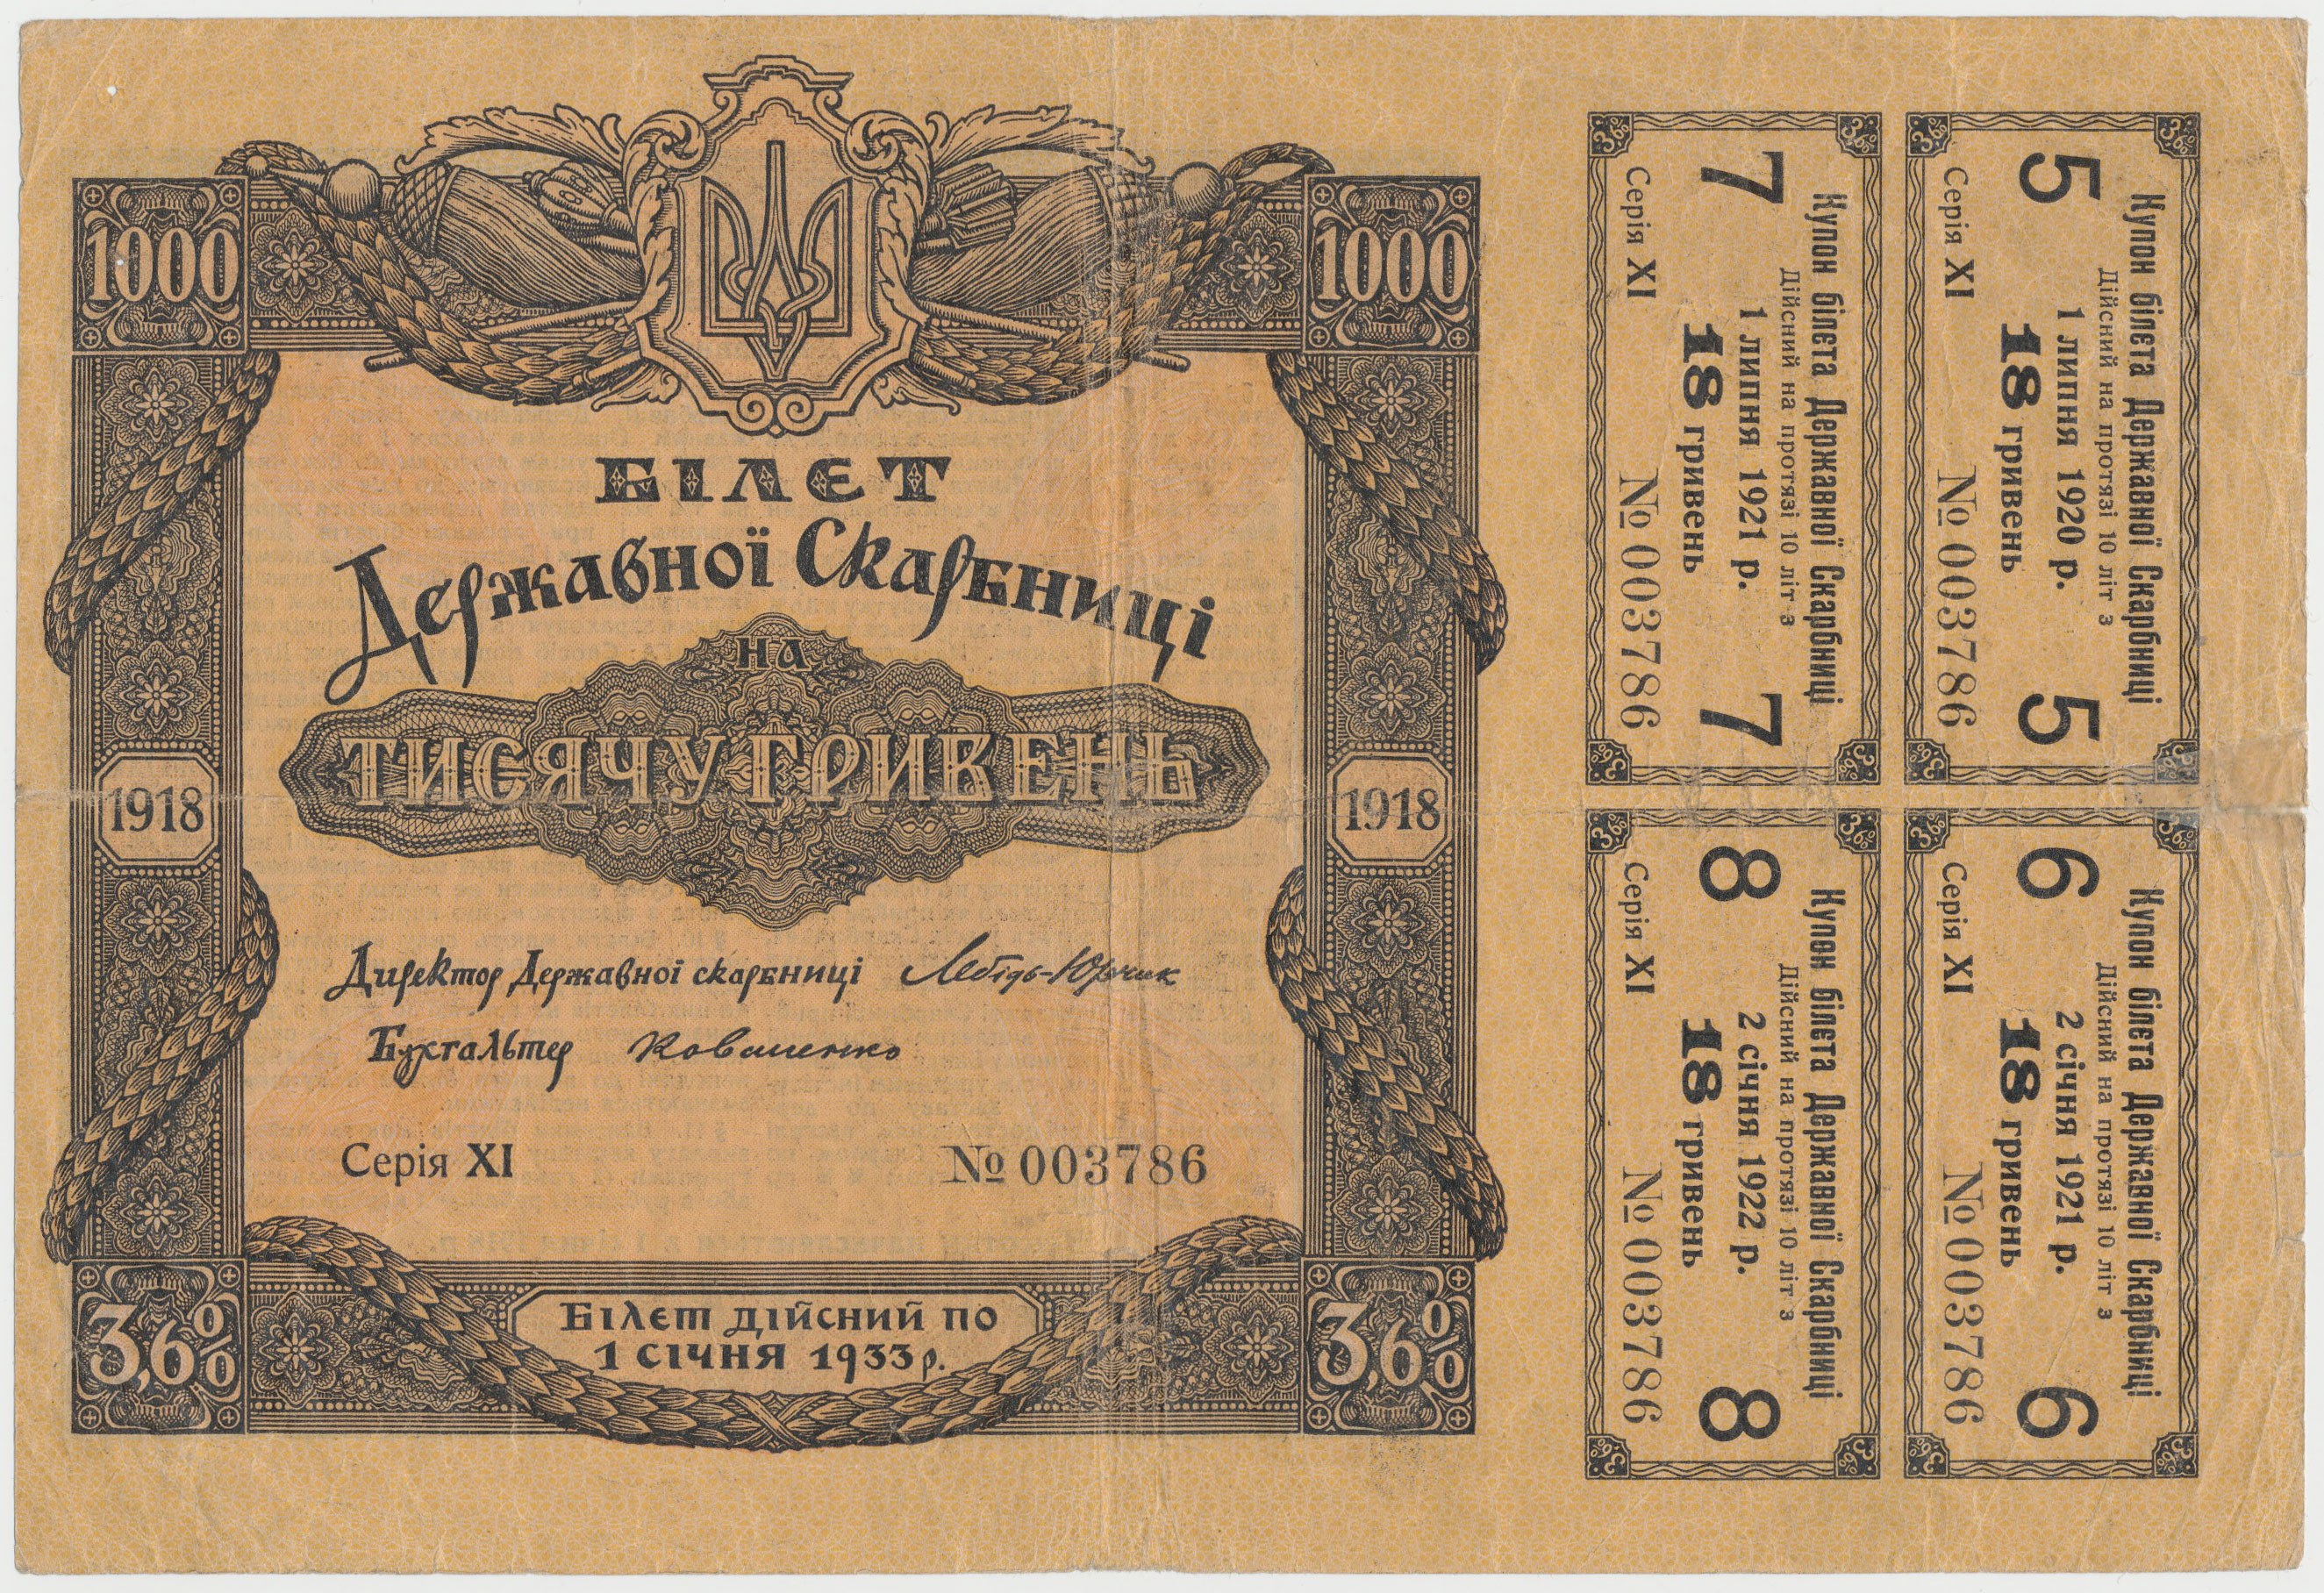 1000
1000
БІЛЕТ
Державної Скарбниці
на
ТИСЯЧУ ГРИВЕНЬ
1918
1918
Директор Державної скарбниці Лебідь-Юрчик
Бухгальтер
Серія XI
№ 003786
3,6%
3,6%
Білет дійсний по
1 січня 1933 р.
Купон білета Державної Скарбниці
Дійсний на протязі 10 літ з
7 1 липня 1921 р. 7
18 гривень
Серія XI № 003786
Купон білета Державної Скарбниці
Дійсний на протязі 10 літ з
5 1 липня 1920 р. 5
18 гривень
Серія XI № 003786
Купон білета Державної Скарбниці
Дійсний на протязі 10 літ з
8 2 січня 1922 р. 8
18 гривень
Серія XI № 003786
Купон білета Державної Скарбниці
Дійсний на протязі 10 літ з
6 2 січня 1921 р. 6
18 гривень
Серія XI № 003786